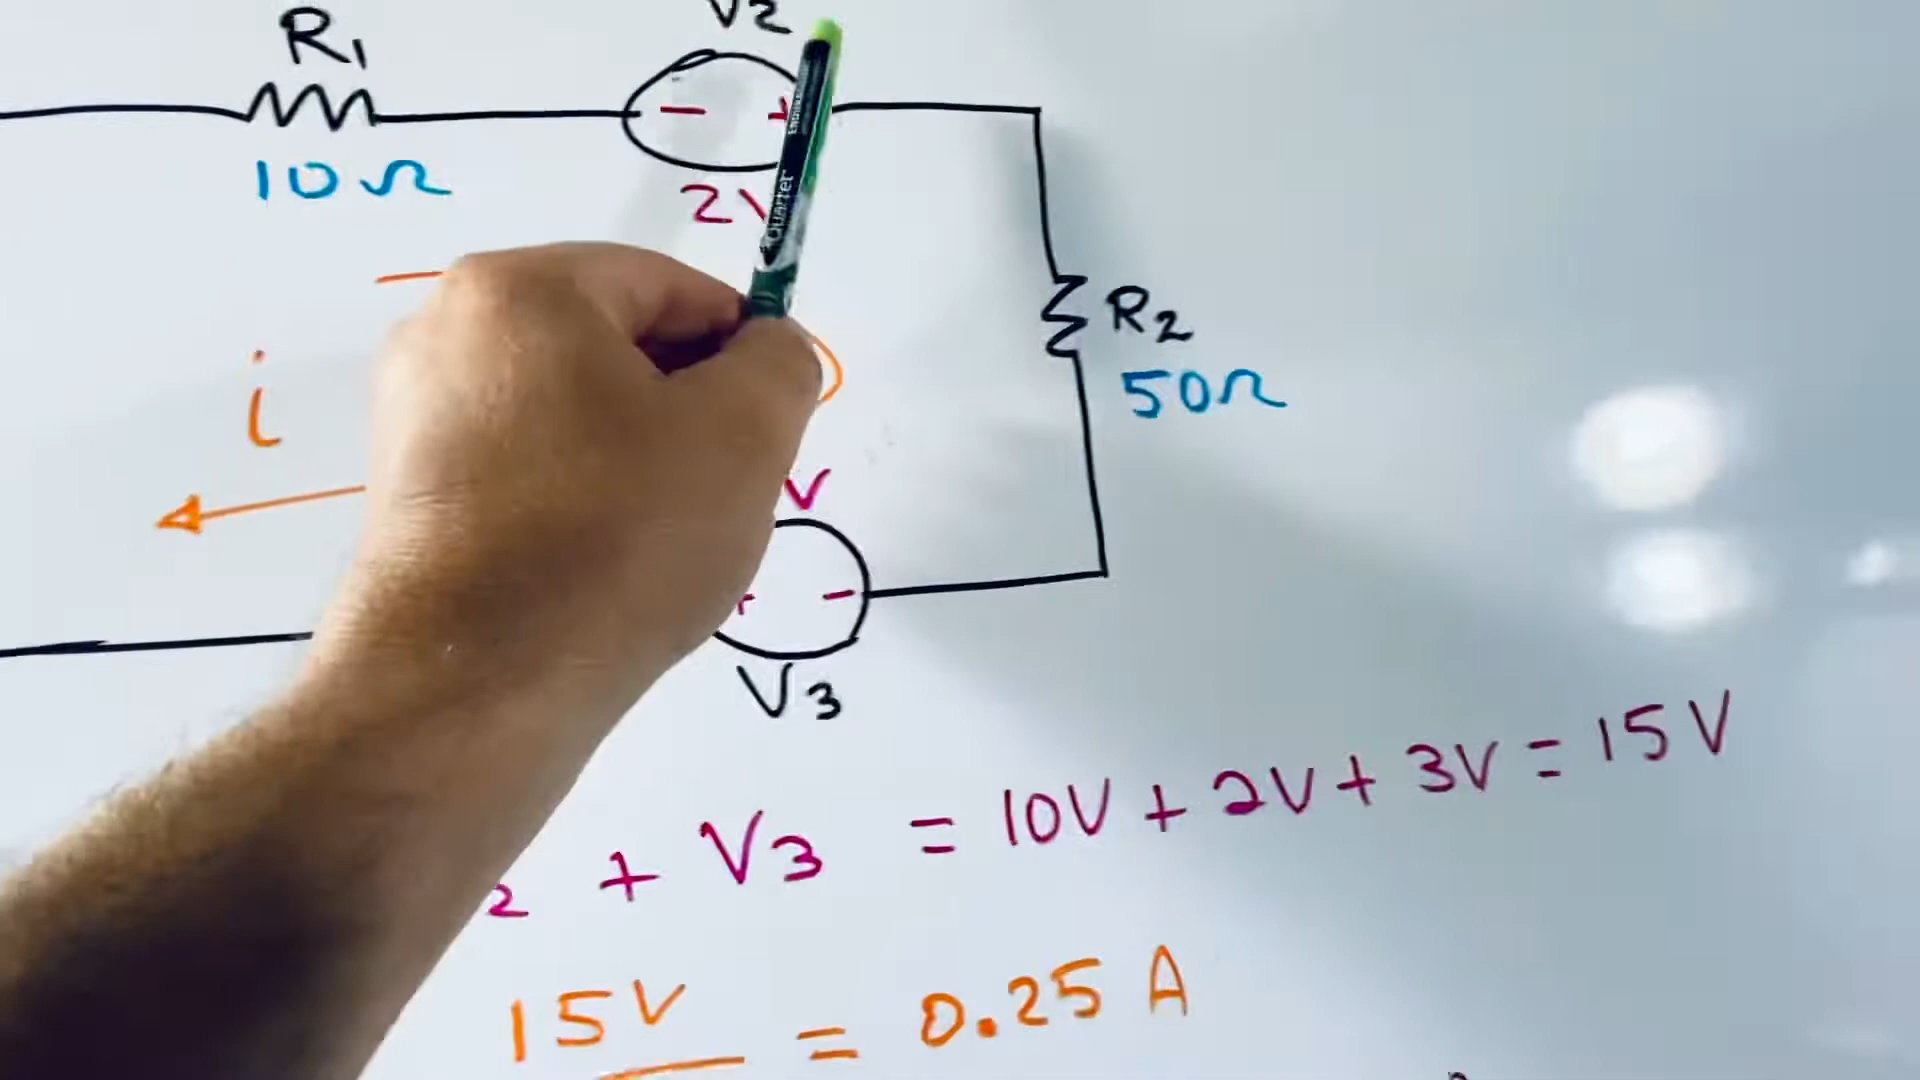 V2
R1
- +
10Ω 2V
R2
50Ω
i
V
+ -
V3
2 + V3 = 10V + 2V + 3V = 15V
15V = 0.25 A
Quartet